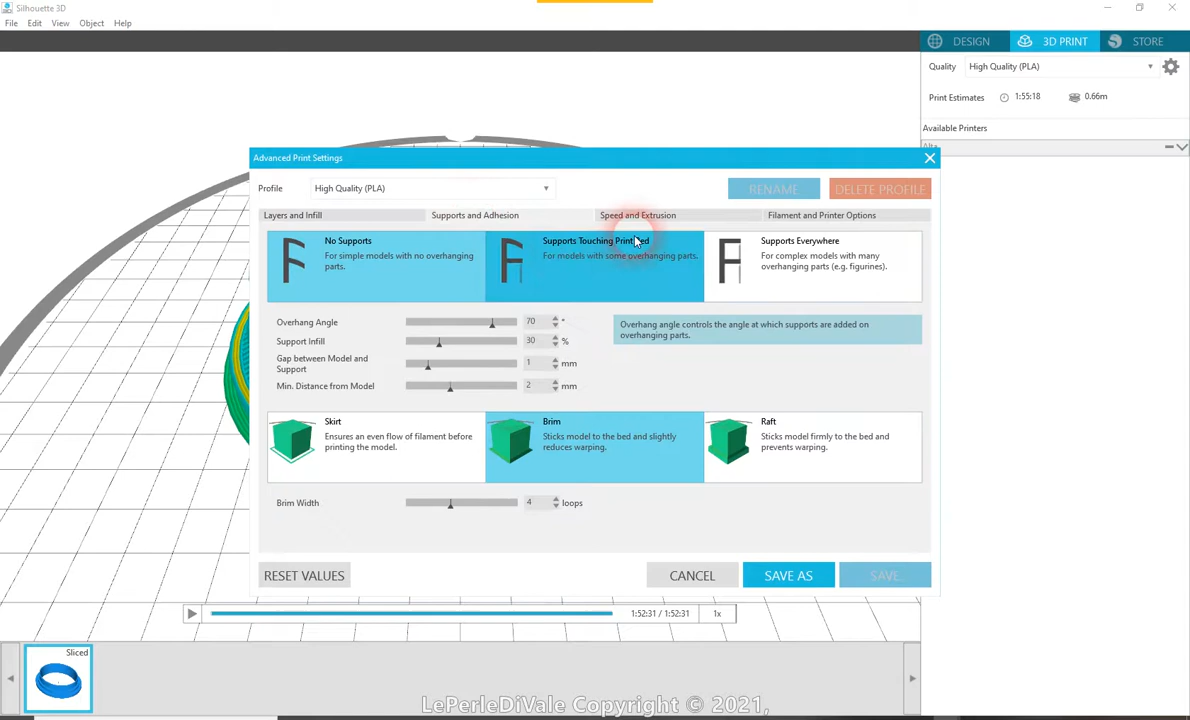 Silhouette 3D
File Edit View Object Help
DESIGN 3D PRINT STORE
Quality High Quality (PLA)
Print Estimates 1:55:18 0.66m
Available Printers
Alta
Advanced Print Settings
Profile High Quality (PLA) RENAME DELETE PROFILE
Layers and Infill Supports and Adhesion Speed and Extrusion Filament and Printer Options
No Supports
For simple models with no overhanging
parts.
Supports Touching Print Bed
For models with some overhanging parts.
Supports Everywhere
For complex models with many
overhanging parts (e.g. figurines).
Overhang Angle 70 °
Support Infill 30 %
Gap between Model and
Support 1 mm
Min. Distance from Model 2 mm
Overhang angle controls the angle at which supports are added on
overhanging parts.
Skirt
Ensures an even flow of filament before
printing the model.
Brim
Sticks model to the bed and slightly
reduces warping.
Raft
Sticks model firmly to the bed and
prevents warping.
Brim Width 4 loops
RESET VALUES CANCEL SAVE AS SAVE
1:52:31 / 1:52:31 1x
Sliced
LePerleDiVale Copyright © 2021,